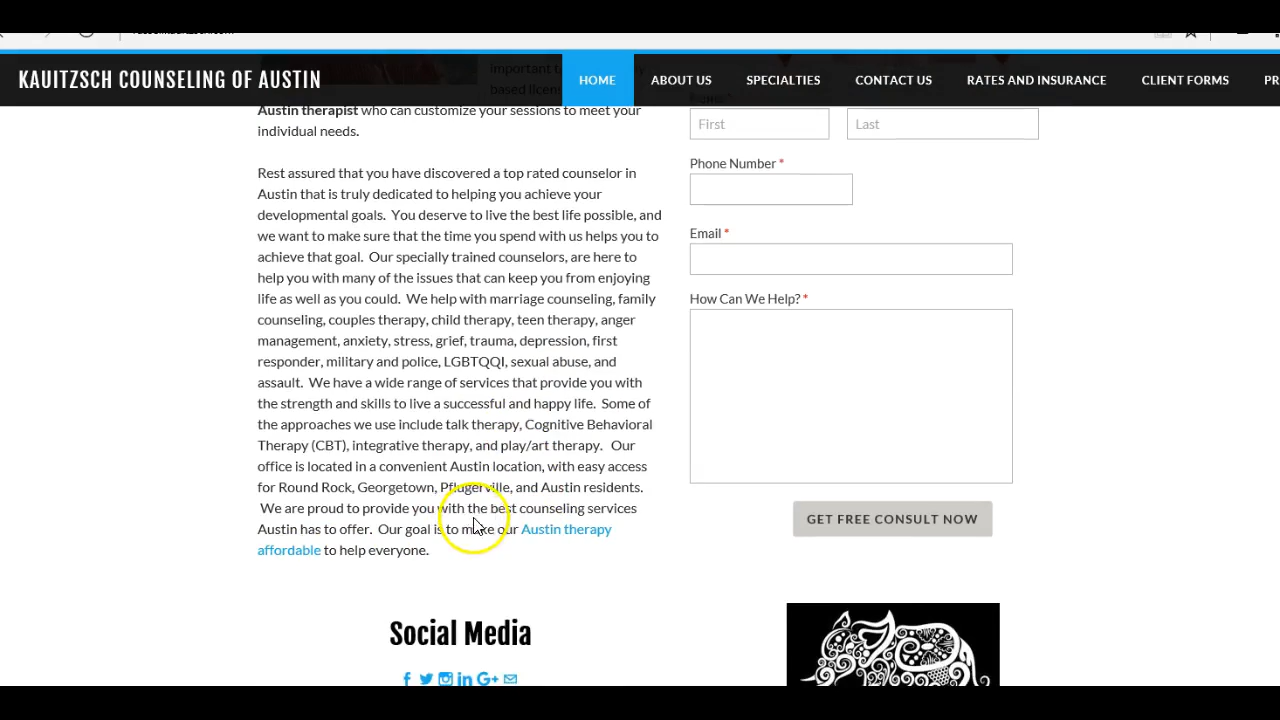 KAUITZSCH COUNSELING OF AUSTIN
HOME
ABOUT US
SPECIALTIES
CONTACT US
RATES AND INSURANCE
CLIENT FORMS
PR
important t
based licen
Austin therapist who can customize your sessions to meet your
individual needs.
Rest assured that you have discovered a top rated counselor in
Austin that is truly dedicated to helping you achieve your
developmental goals. You deserve to live the best life possible, and
we want to make sure that the time you spend with us helps you to
achieve that goal. Our specially trained counselors, are here to
help you with many of the issues that can keep you from enjoying
life as well as you could. We help with marriage counseling, family
counseling, couples therapy, child therapy, teen therapy, anger
management, anxiety, stress, grief, trauma, depression, first
responder, military and police, LGBTQQI, sexual abuse, and
assault. We have a wide range of services that provide you with
the strength and skills to live a successful and happy life. Some of
the approaches we use include talk therapy, Cognitive Behavioral
Therapy (CBT), integrative therapy, and play/art therapy. Our
office is located in a convenient Austin location, with easy access
for Round Rock, Georgetown, Pflugerville, and Austin residents.
We are proud to provide you with the best counseling services
Austin has to offer. Our goal is to make our Austin therapy
affordable to help everyone.
First
Last
Phone Number *
Email *
How Can We Help? *
GET FREE CONSULT NOW
Social Media